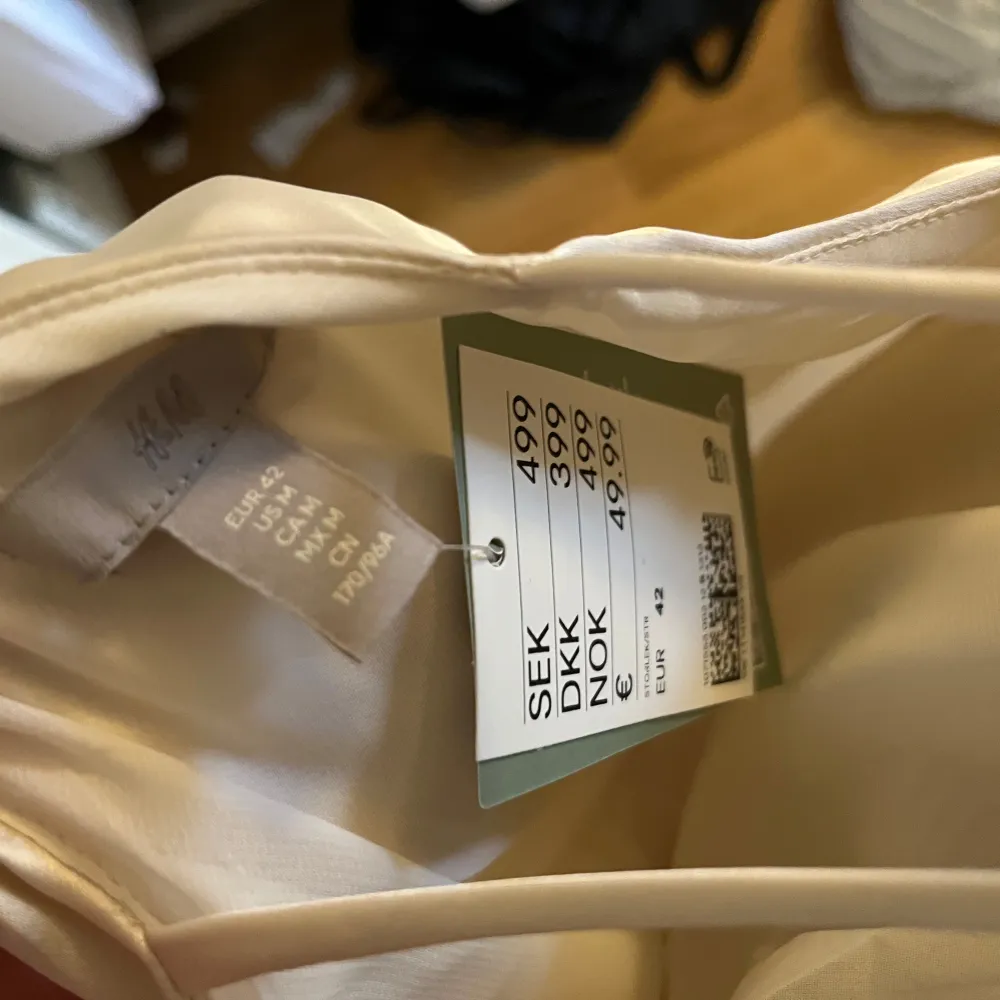 H&M
EUR 42
US M
CA M
MX M
CN
170/96A
SEK 499
DKK 399
NOK 499
€ 49.99
STORLEK/STR
EUR 42